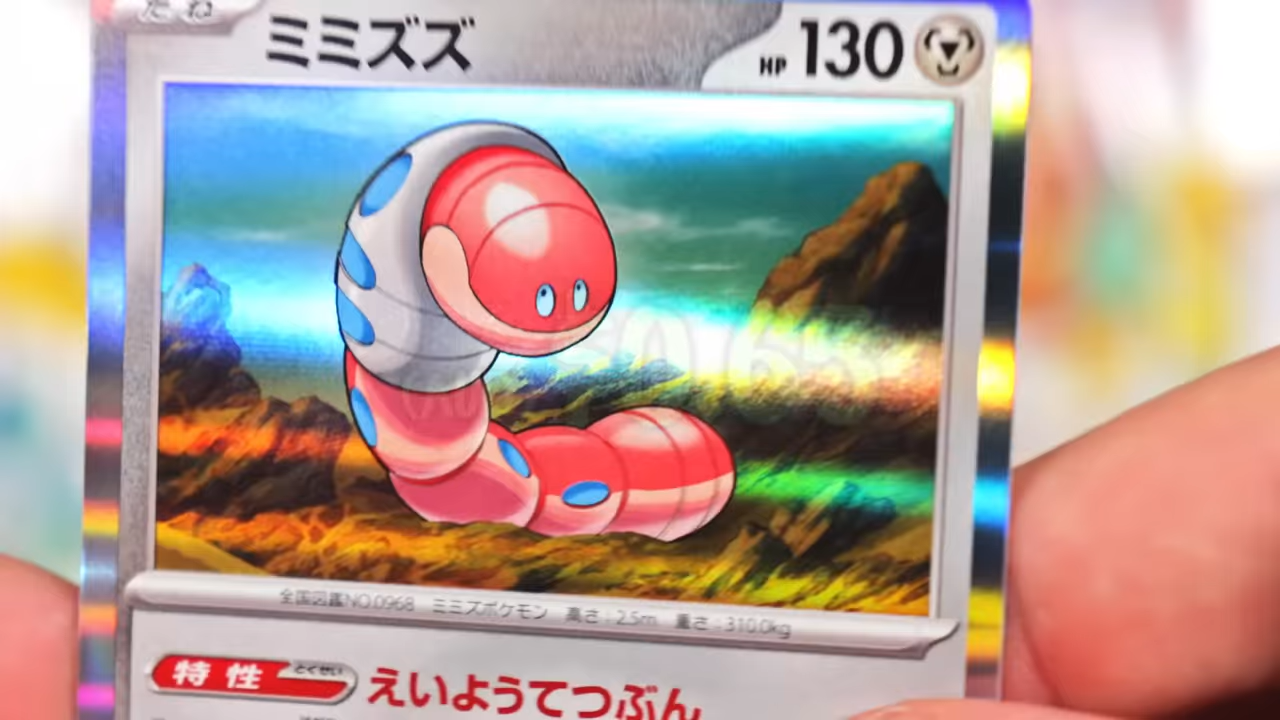 たね
ミミズズ HP 130
全国図鑑NO.0968 ミミズポケモン 高さ:2.5m 重さ:310.0kg
特性 とくせい えいようてつぶん